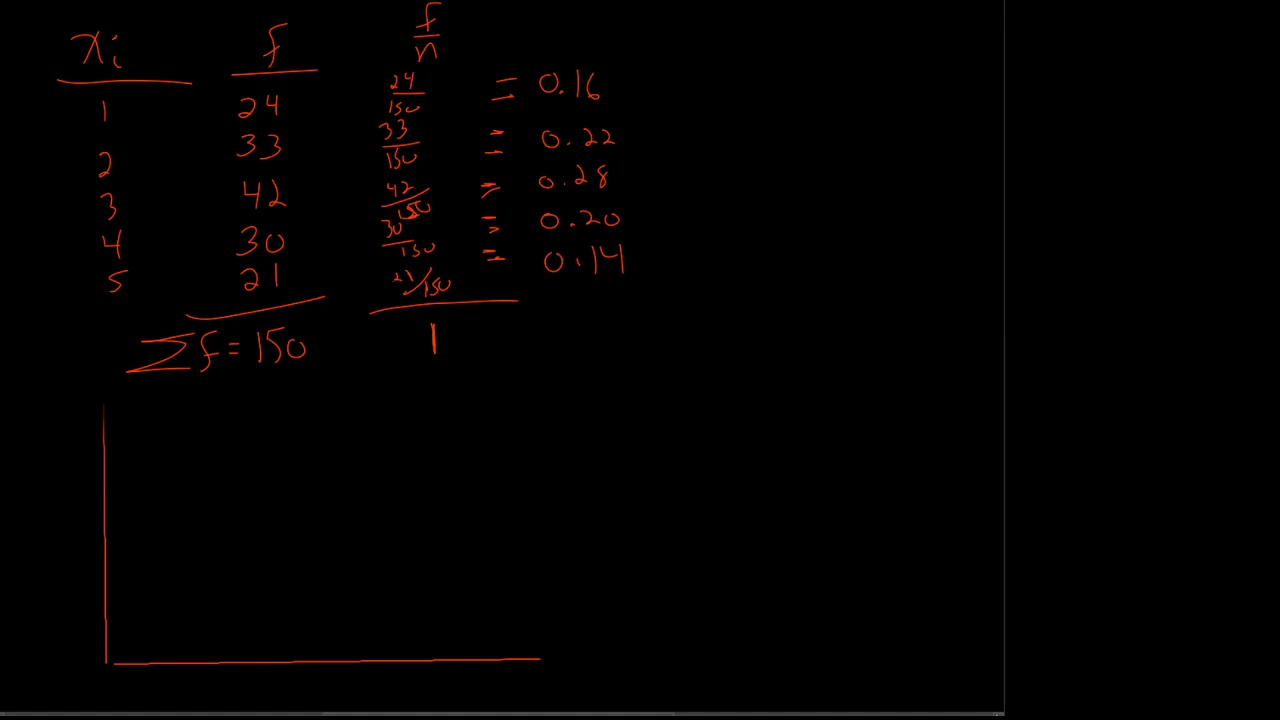 xi f f/n
1 24 24/150 = 0.16
2 33 33/150 = 0.22
3 42 42/150 = 0.28
4 30 30/150 = 0.20
5 21 21/150 = 0.14
Σf = 150 1